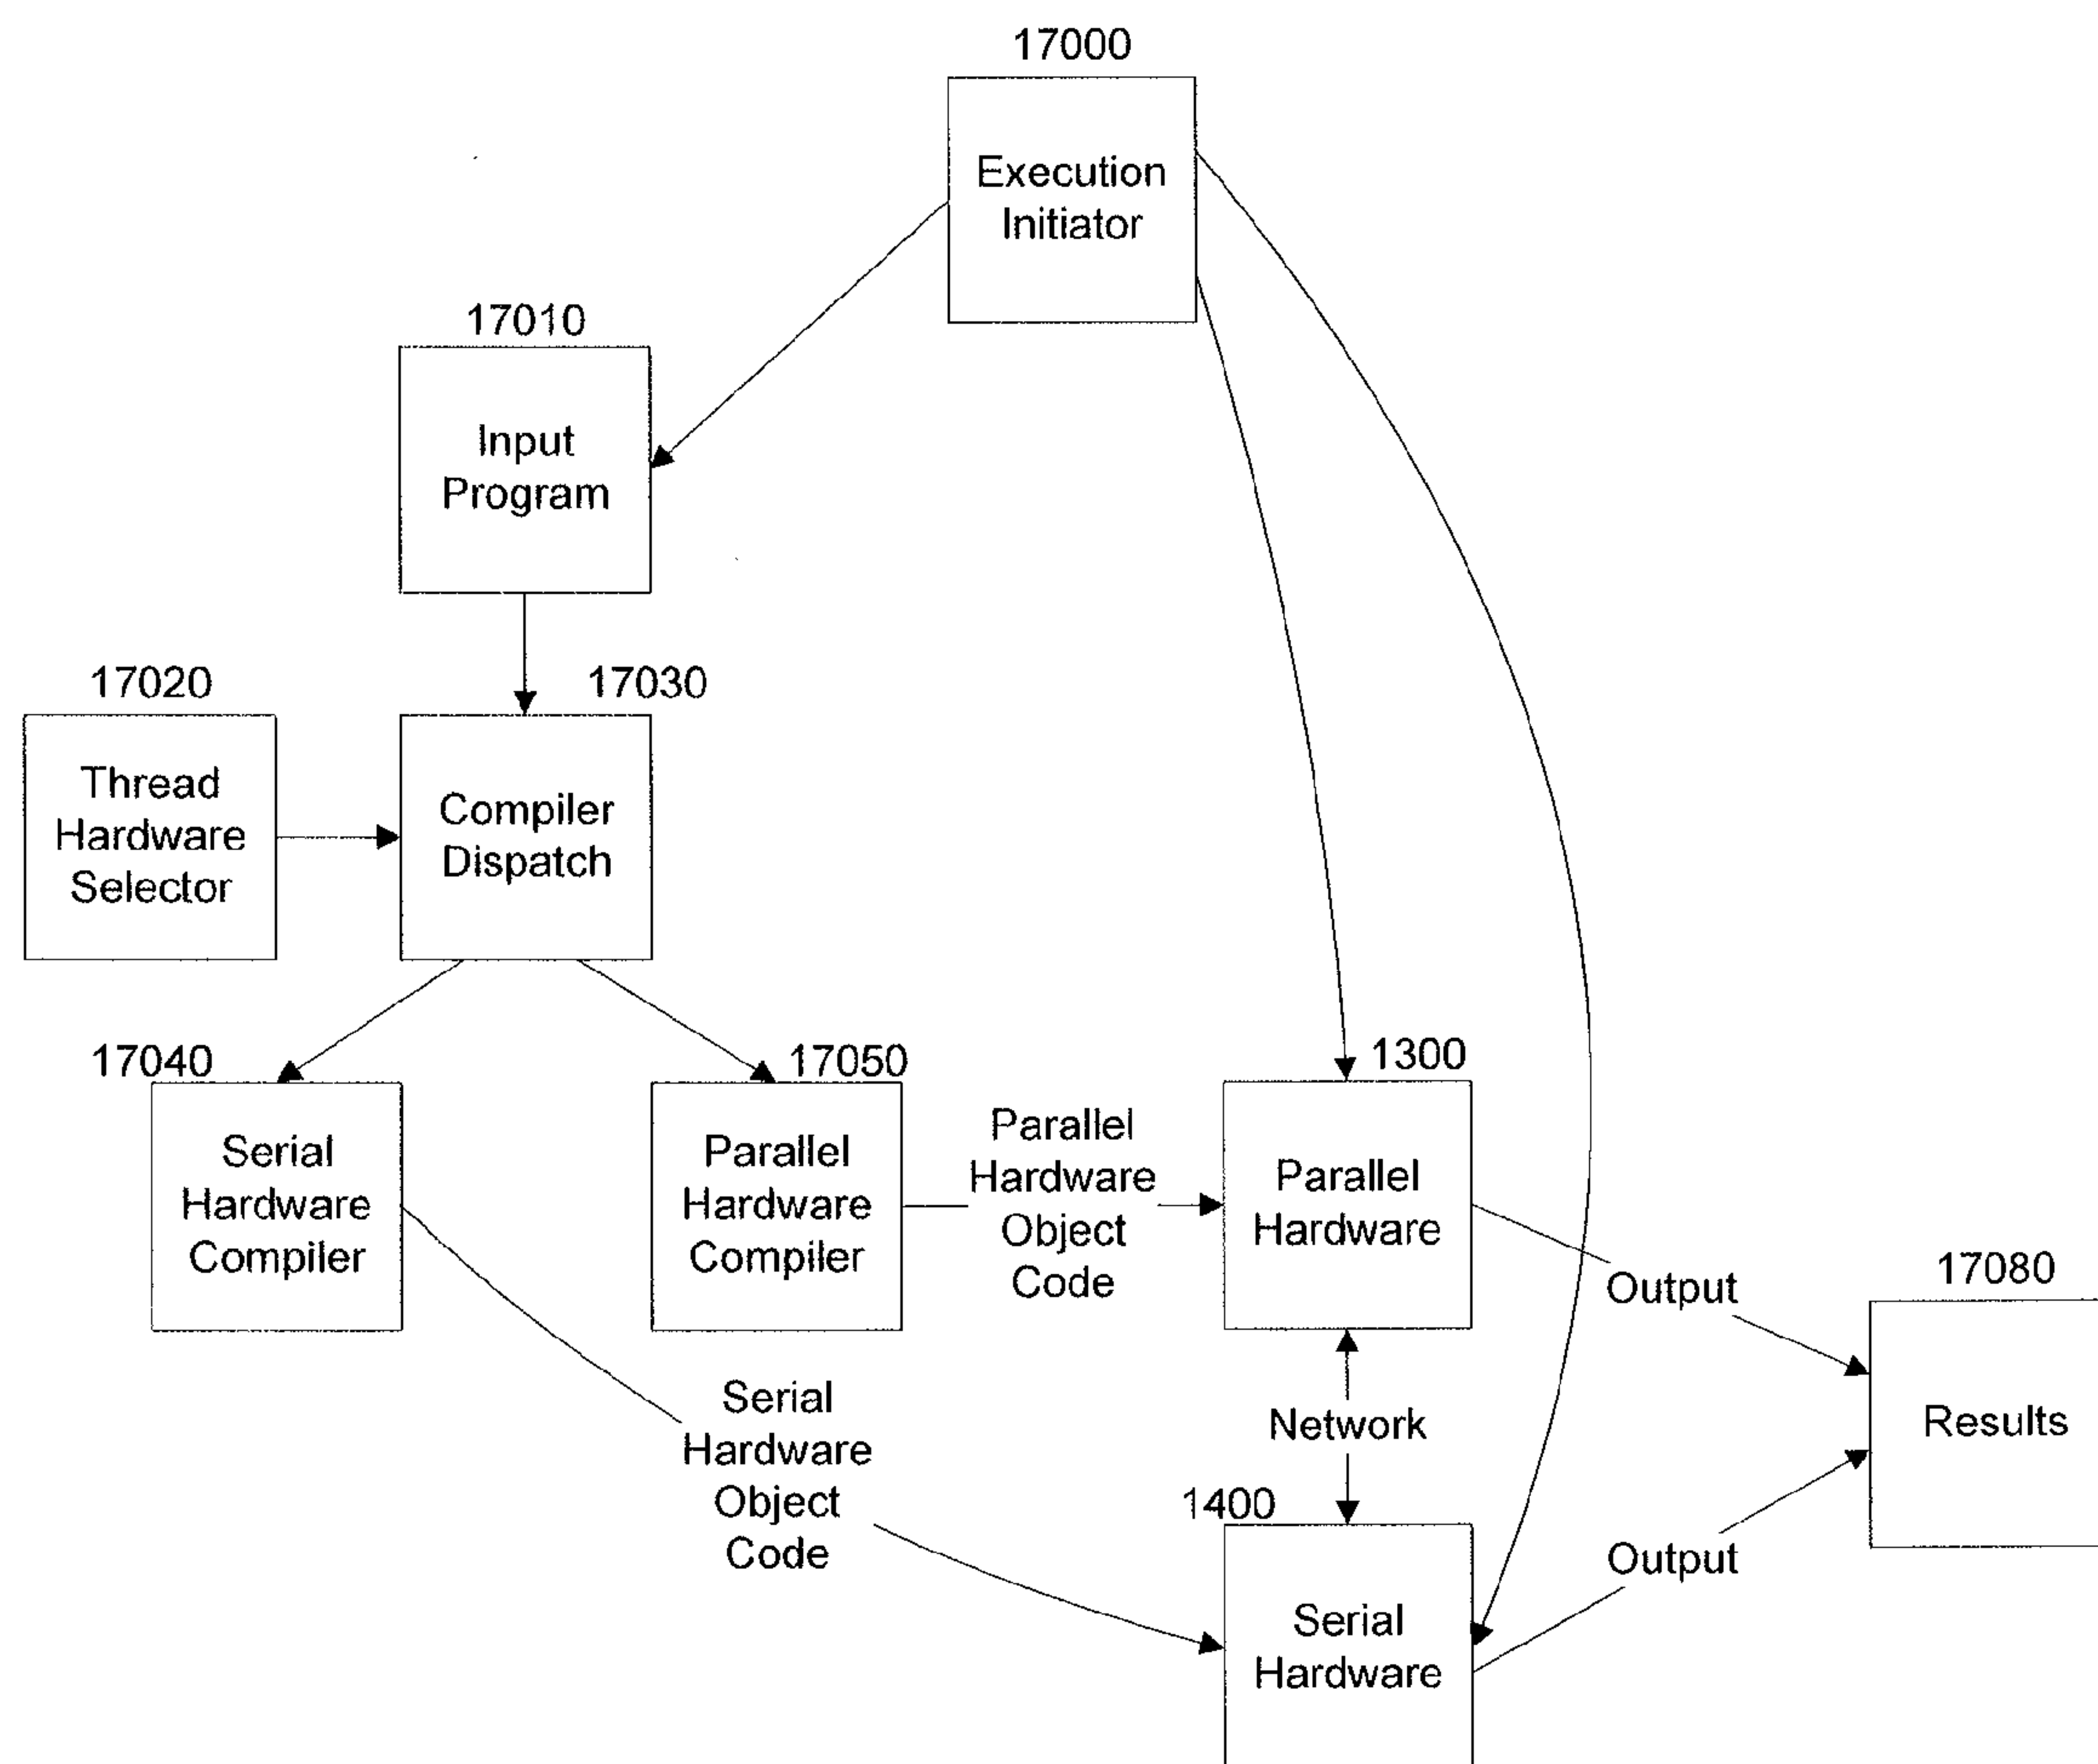 17000
Execution
Initiator
17010
Input
Program
17020
17030
Thread
Hardware
Selector
Compiler
Dispatch
17040
17050
1300
Serial
Hardware
Compiler
Parallel
Hardware
Compiler
Parallel
Hardware
Object
Code
Parallel
Hardware
Output
17080
Results
Serial
Hardware
Object
Code
Network
1400
Serial
Hardware
Output